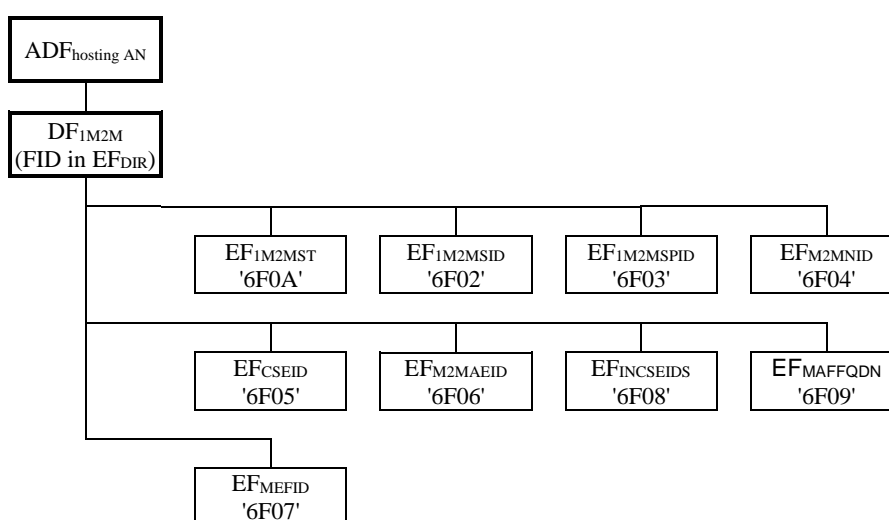 ADFhosting AN
DF1M2M
(FID in EFDIR)
EF1M2MST
'6F0A'
EF1M2MSID
'6F02'
EF1M2MSPID
'6F03'
EFM2MNID
'6F04'
EFCSEID
'6F05'
EFM2MAEID
'6F06'
EFINCSEIDS
'6F08'
EFMAFFQDN
'6F09'
EFMEFID
'6F07'